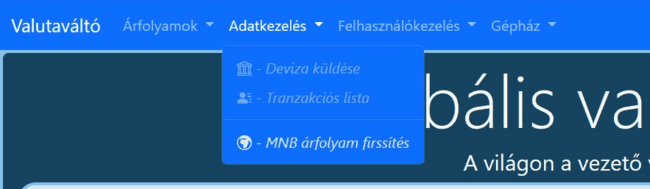 Valutaváltó Árfolyamok Adatkezelés Felhasználókezelés Gépház
- Deviza küldése
- Tranzakciós lista
- MNB árfolyam firssítés
bális va
A világon a vezető